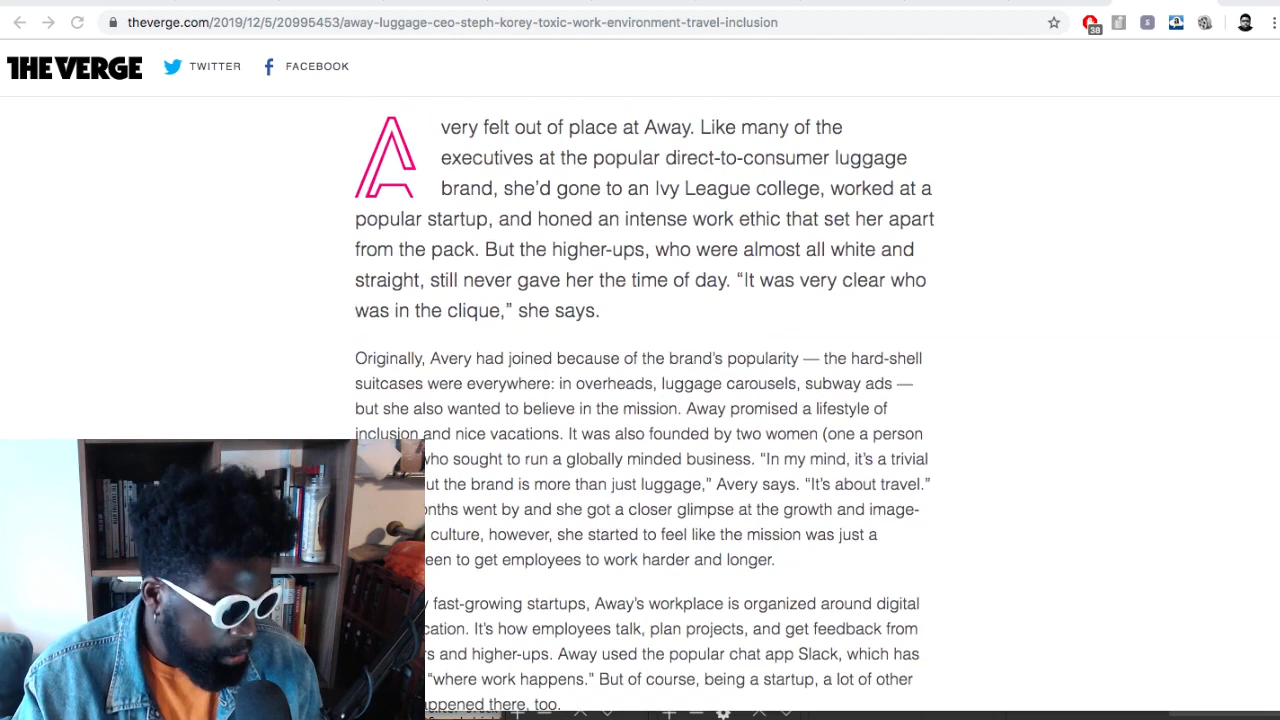 theverge.com/2019/12/5/20995453/away-luggage-ceo-steph-korey-toxic-work-environment-travel-inclusion
38
THE VERGE TWITTER FACEBOOK
Avery felt out of place at Away. Like many of the
executives at the popular direct-to-consumer luggage
brand, she’d gone to an Ivy League college, worked at a
popular startup, and honed an intense work ethic that set her apart
from the pack. But the higher-ups, who were almost all white and
straight, still never gave her the time of day. “It was very clear who
was in the clique,” she says.
Originally, Avery had joined because of the brand’s popularity — the hard-shell
suitcases were everywhere: in overheads, luggage carousels, subway ads —
but she also wanted to believe in the mission. Away promised a lifestyle of
inclusion and nice vacations. It was also founded by two women (one a person
who sought to run a globally minded business. “In my mind, it’s a trivial
ut the brand is more than just luggage,” Avery says. “It’s about travel.”
nths went by and she got a closer glimpse at the growth and image-
culture, however, she started to feel like the mission was just a
een to get employees to work harder and longer.
fast-growing startups, Away’s workplace is organized around digital
cation. It’s how employees talk, plan projects, and get feedback from
s and higher-ups. Away used the popular chat app Slack, which has
“where work happens.” But of course, being a startup, a lot of other
ppened there, too.